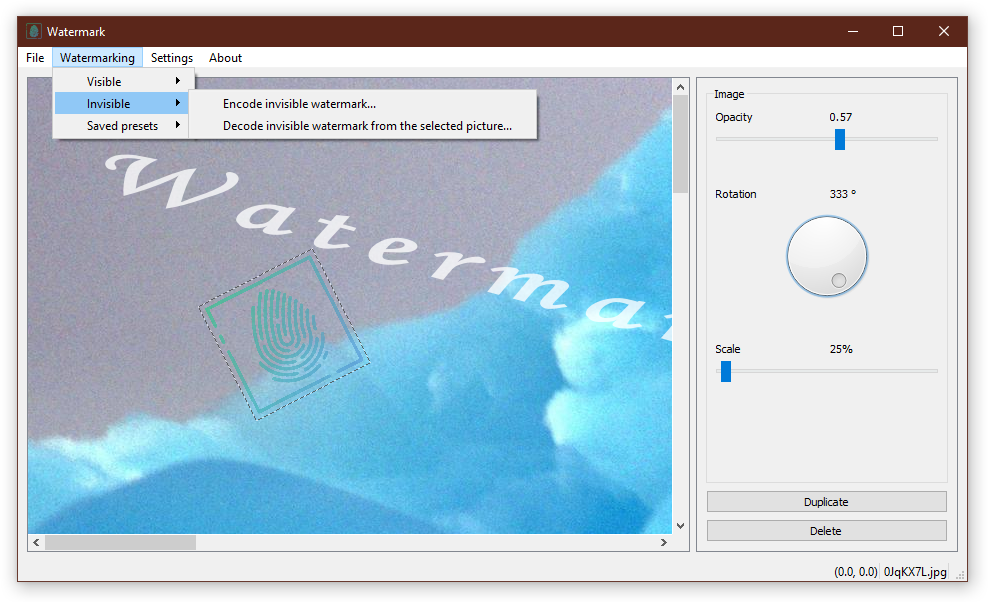 Watermark
File Watermarking Settings About
Visible
Invisible
Saved presets
Encode invisible watermark...
Decode invisible watermark from the selected picture...
Watermar
Image
Opacity 0.57
Rotation 333 °
Scale 25%
Duplicate
Delete
(0.0, 0.0) 0JqKX7L.jpg